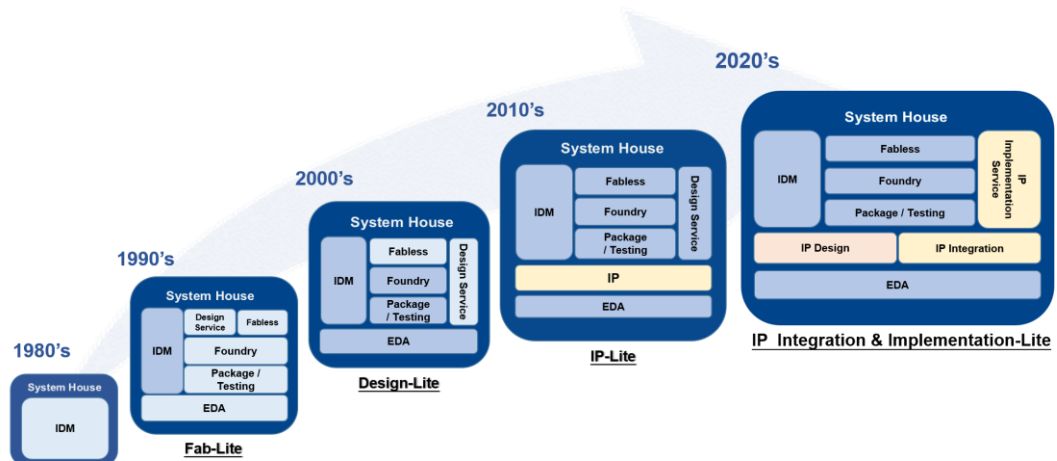 1980's
System House
IDM
1990's
System House
IDM
Design
Service
Fabless
Foundry
Package /
Testing
EDA
Fab-Lite
2000's
System House
IDM
Fabless
Foundry
Package
/ Testing
Design Service
EDA
Design-Lite
2010's
System House
IDM
Fabless
Foundry
Package
/ Testing
Design Service
IP
EDA
IP-Lite
2020's
System House
IDM
Fabless
Foundry
Package / Testing
IP
Implementation
Service
IP Design
IP Integration
EDA
IP Integration & Implementation-Lite